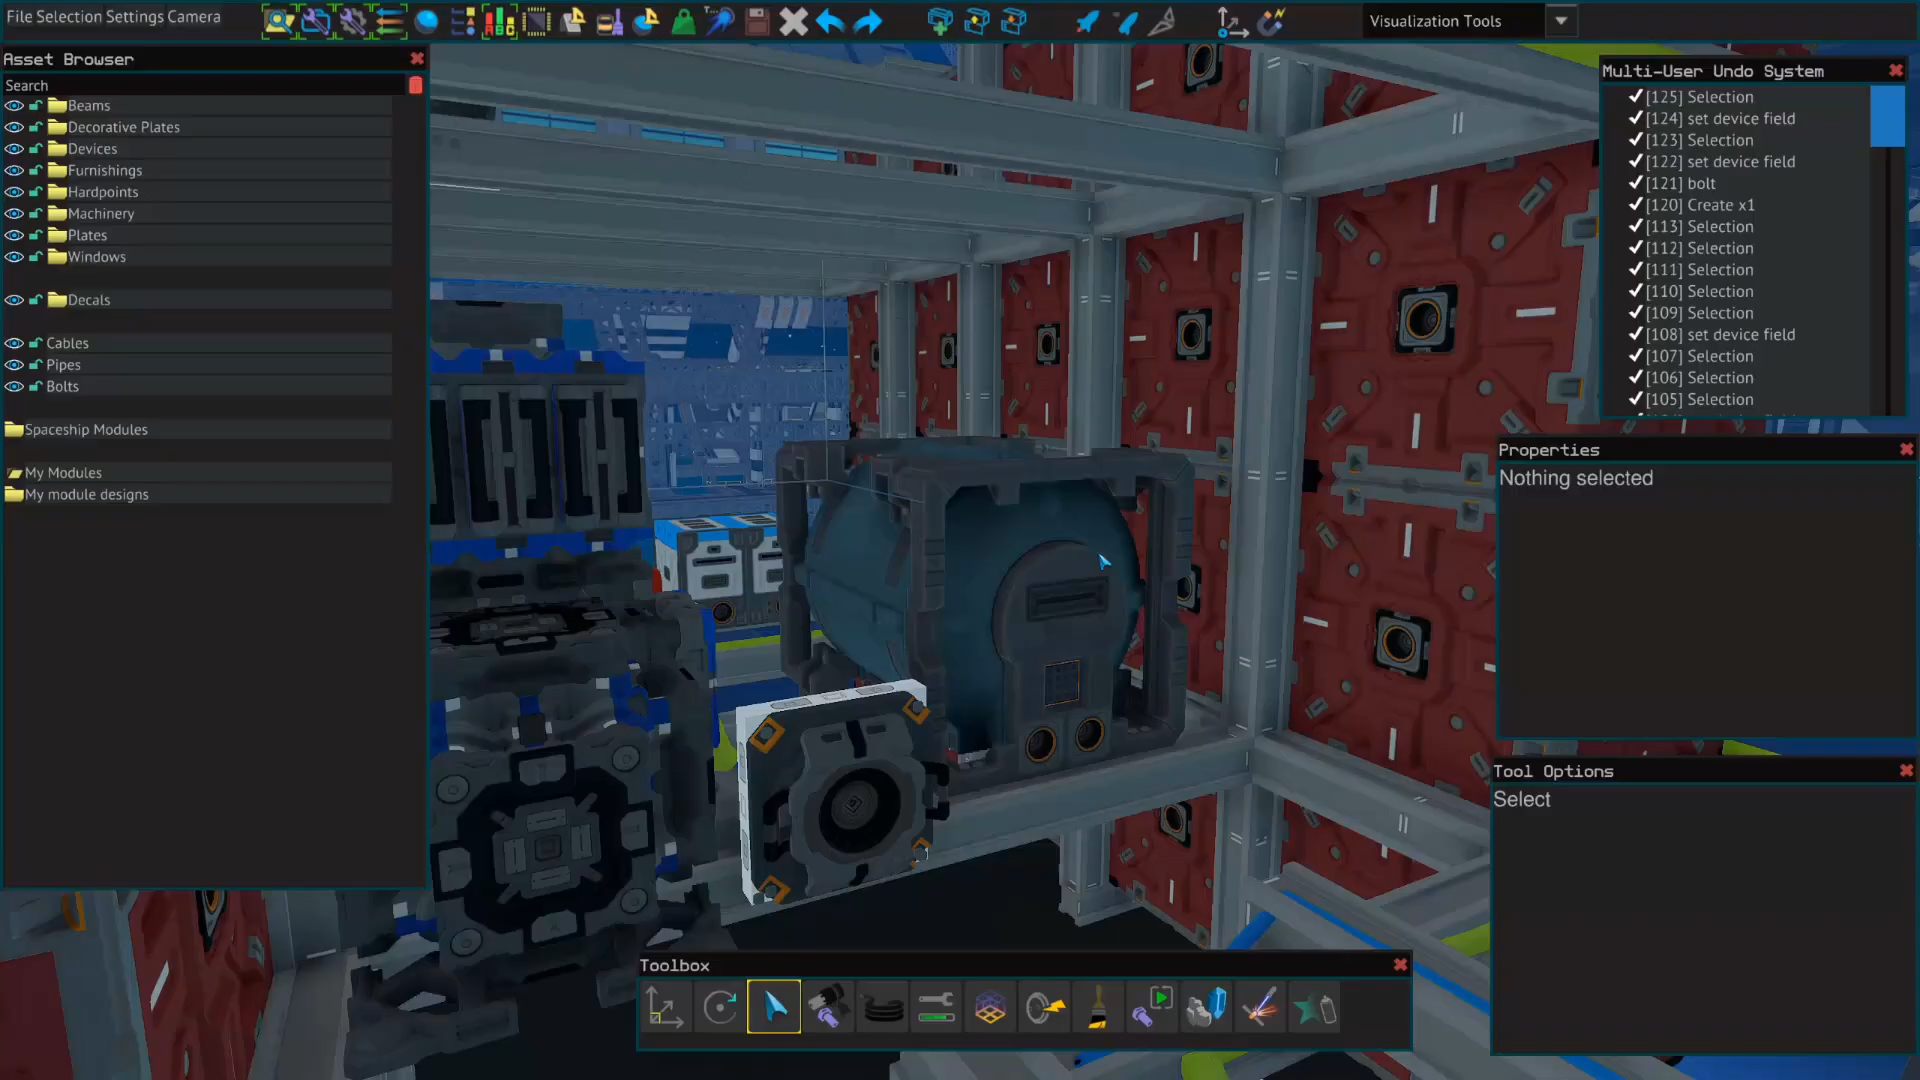 File Selection Settings Camera
Visualization Tools
Asset Browser
Search
Beams
Decorative Plates
Devices
Furnishings
Hardpoints
Machinery
Plates
Windows
Decals
Cables
Pipes
Bolts
Spaceship Modules
My Modules
My module designs
Multi-User Undo System
[125] Selection
[124] set device field
[123] Selection
[122] set device field
[121] bolt
[120] Create x1
[113] Selection
[112] Selection
[111] Selection
[110] Selection
[109] Selection
[108] set device field
[107] Selection
[106] Selection
[105] Selection
Properties
Nothing selected
Tool Options
Select
Toolbox